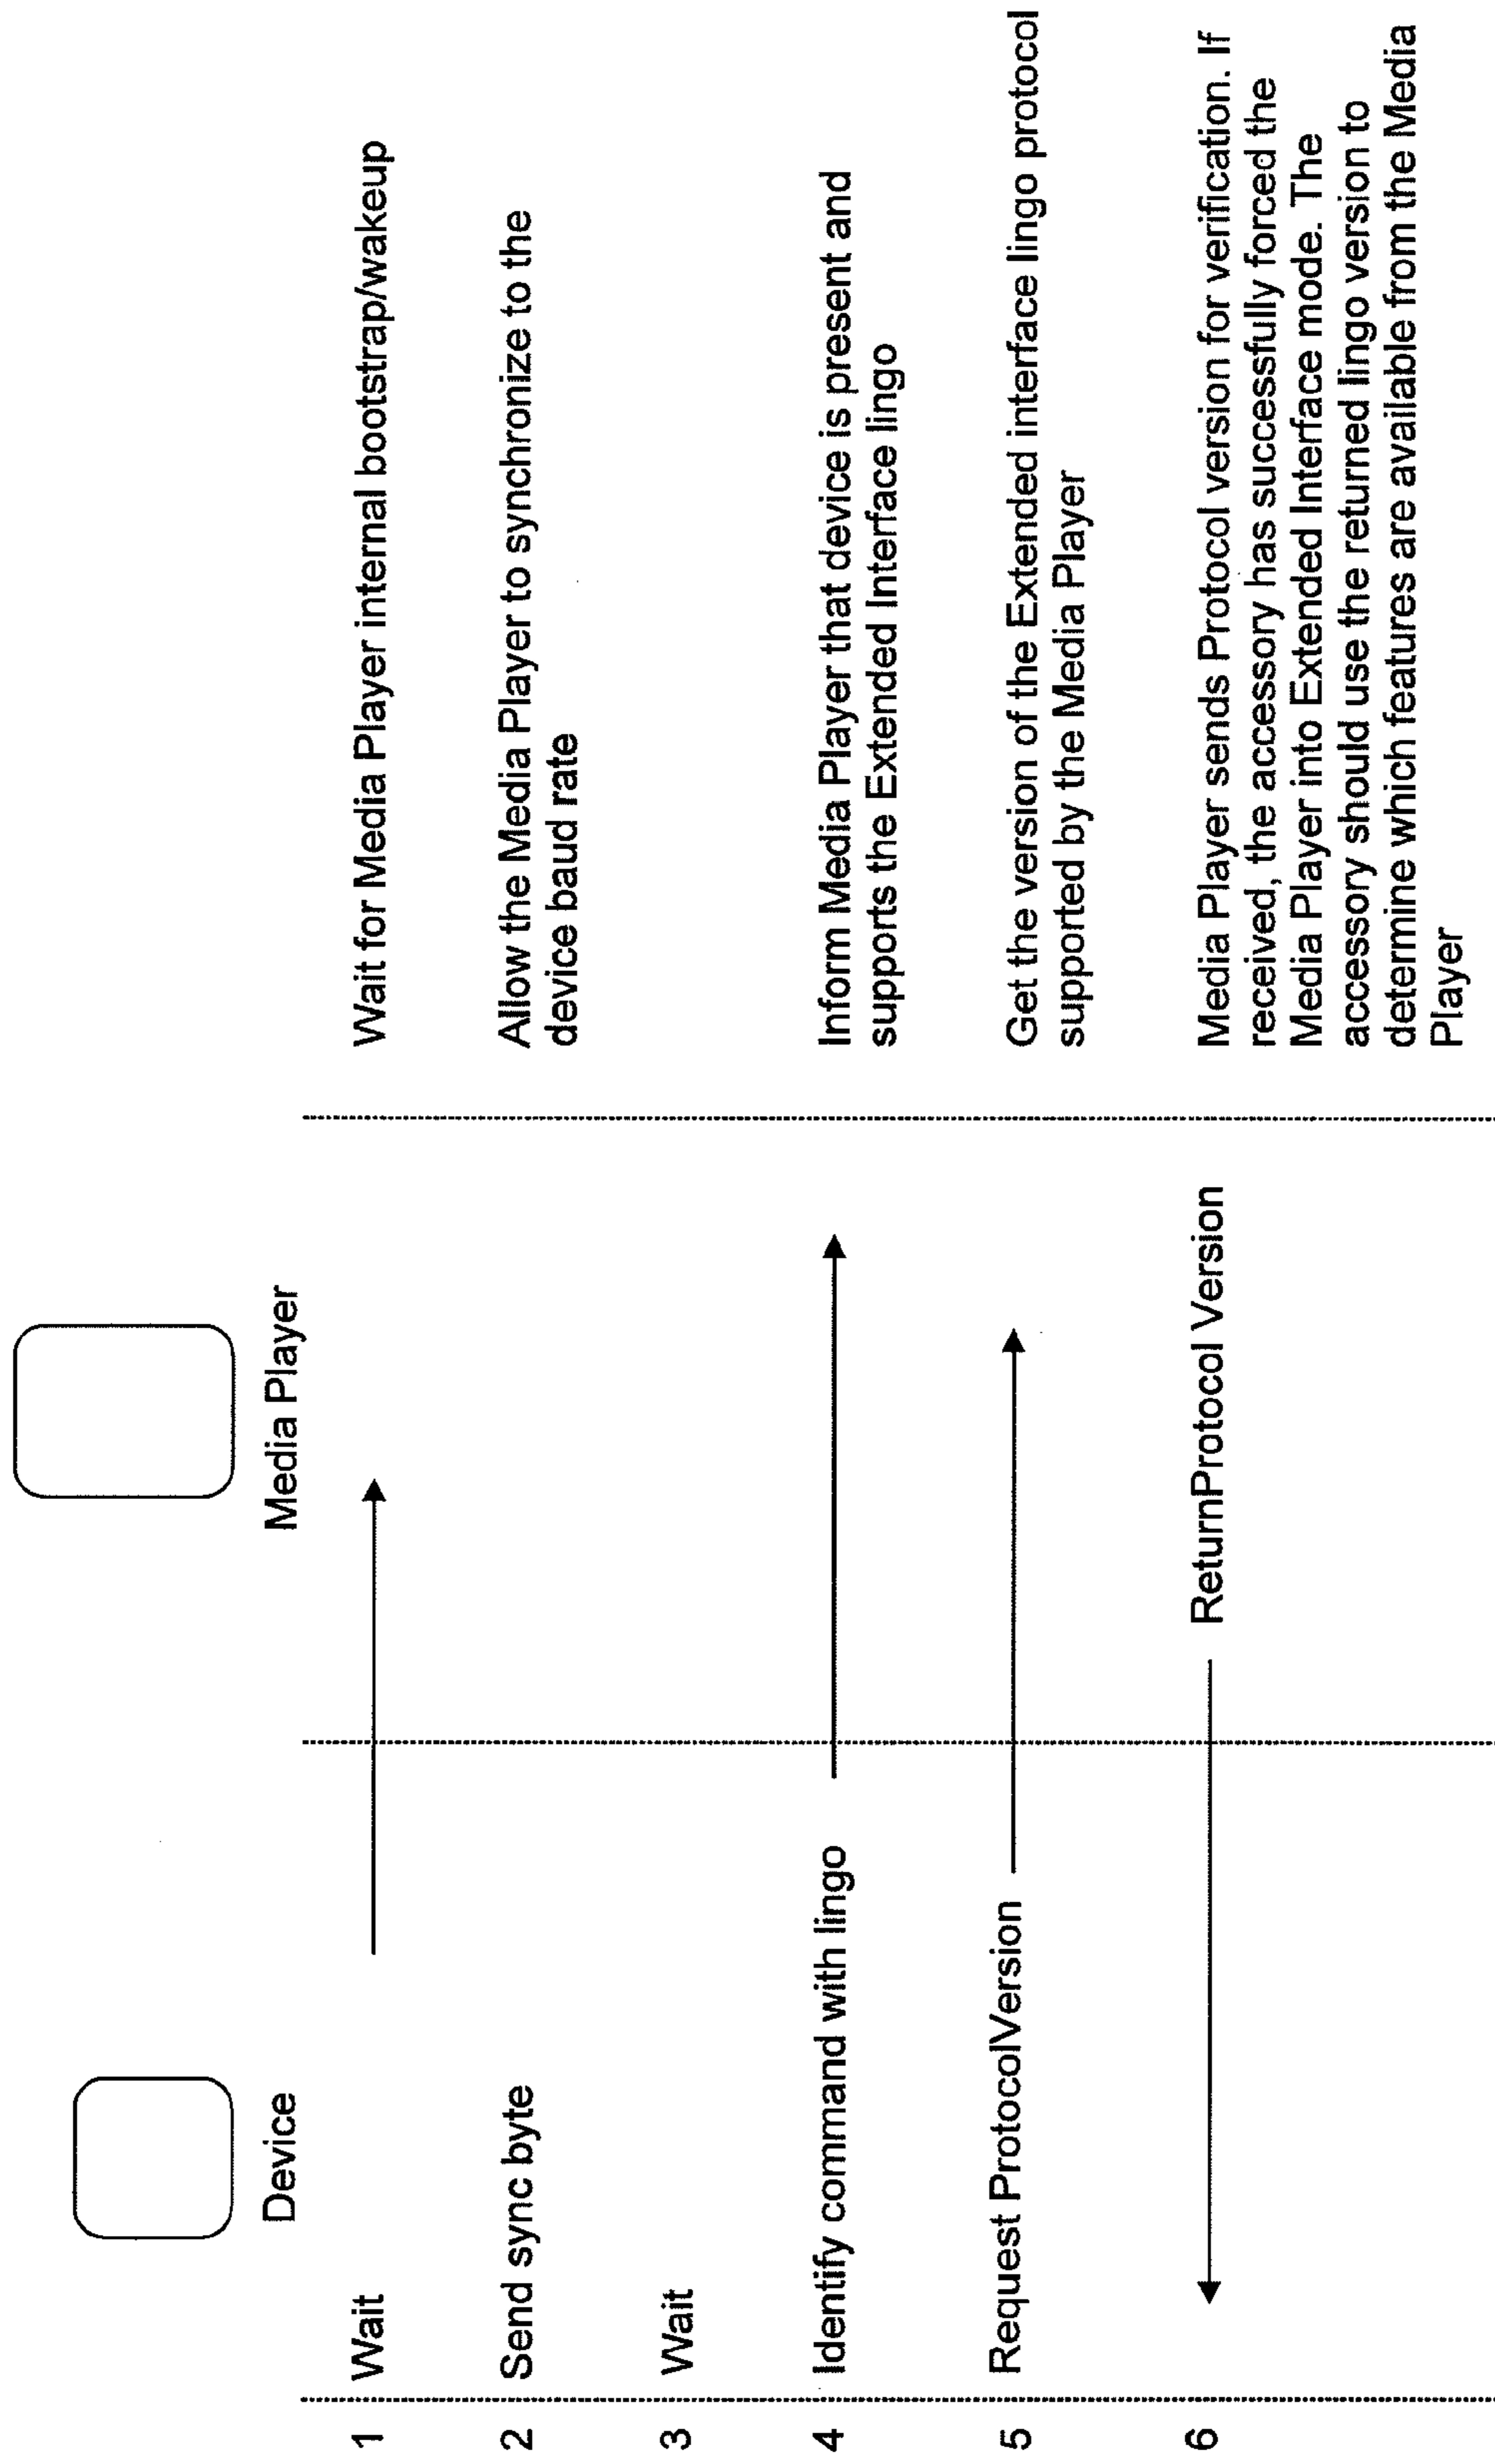 Device
Media Player
1 Wait
Wait for Media Player internal bootstrap/wakeup
2 Send sync byte
Allow the Media Player to synchronize to the
device baud rate
3 Wait
4 Identify command with lingo
Inform Media Player that device is present and
supports the Extended Interface lingo
5 Request ProtocolVersion
Get the version of the Extended interface lingo protocol
supported by the Media Player
6
ReturnProtocol Version
Media Player sends Protocol version for verification. If
received, the accessory has successfully forced the
Media Player into Extended Interface mode. The
accessory should use the returned lingo version to
determine which features are available from the Media
Player